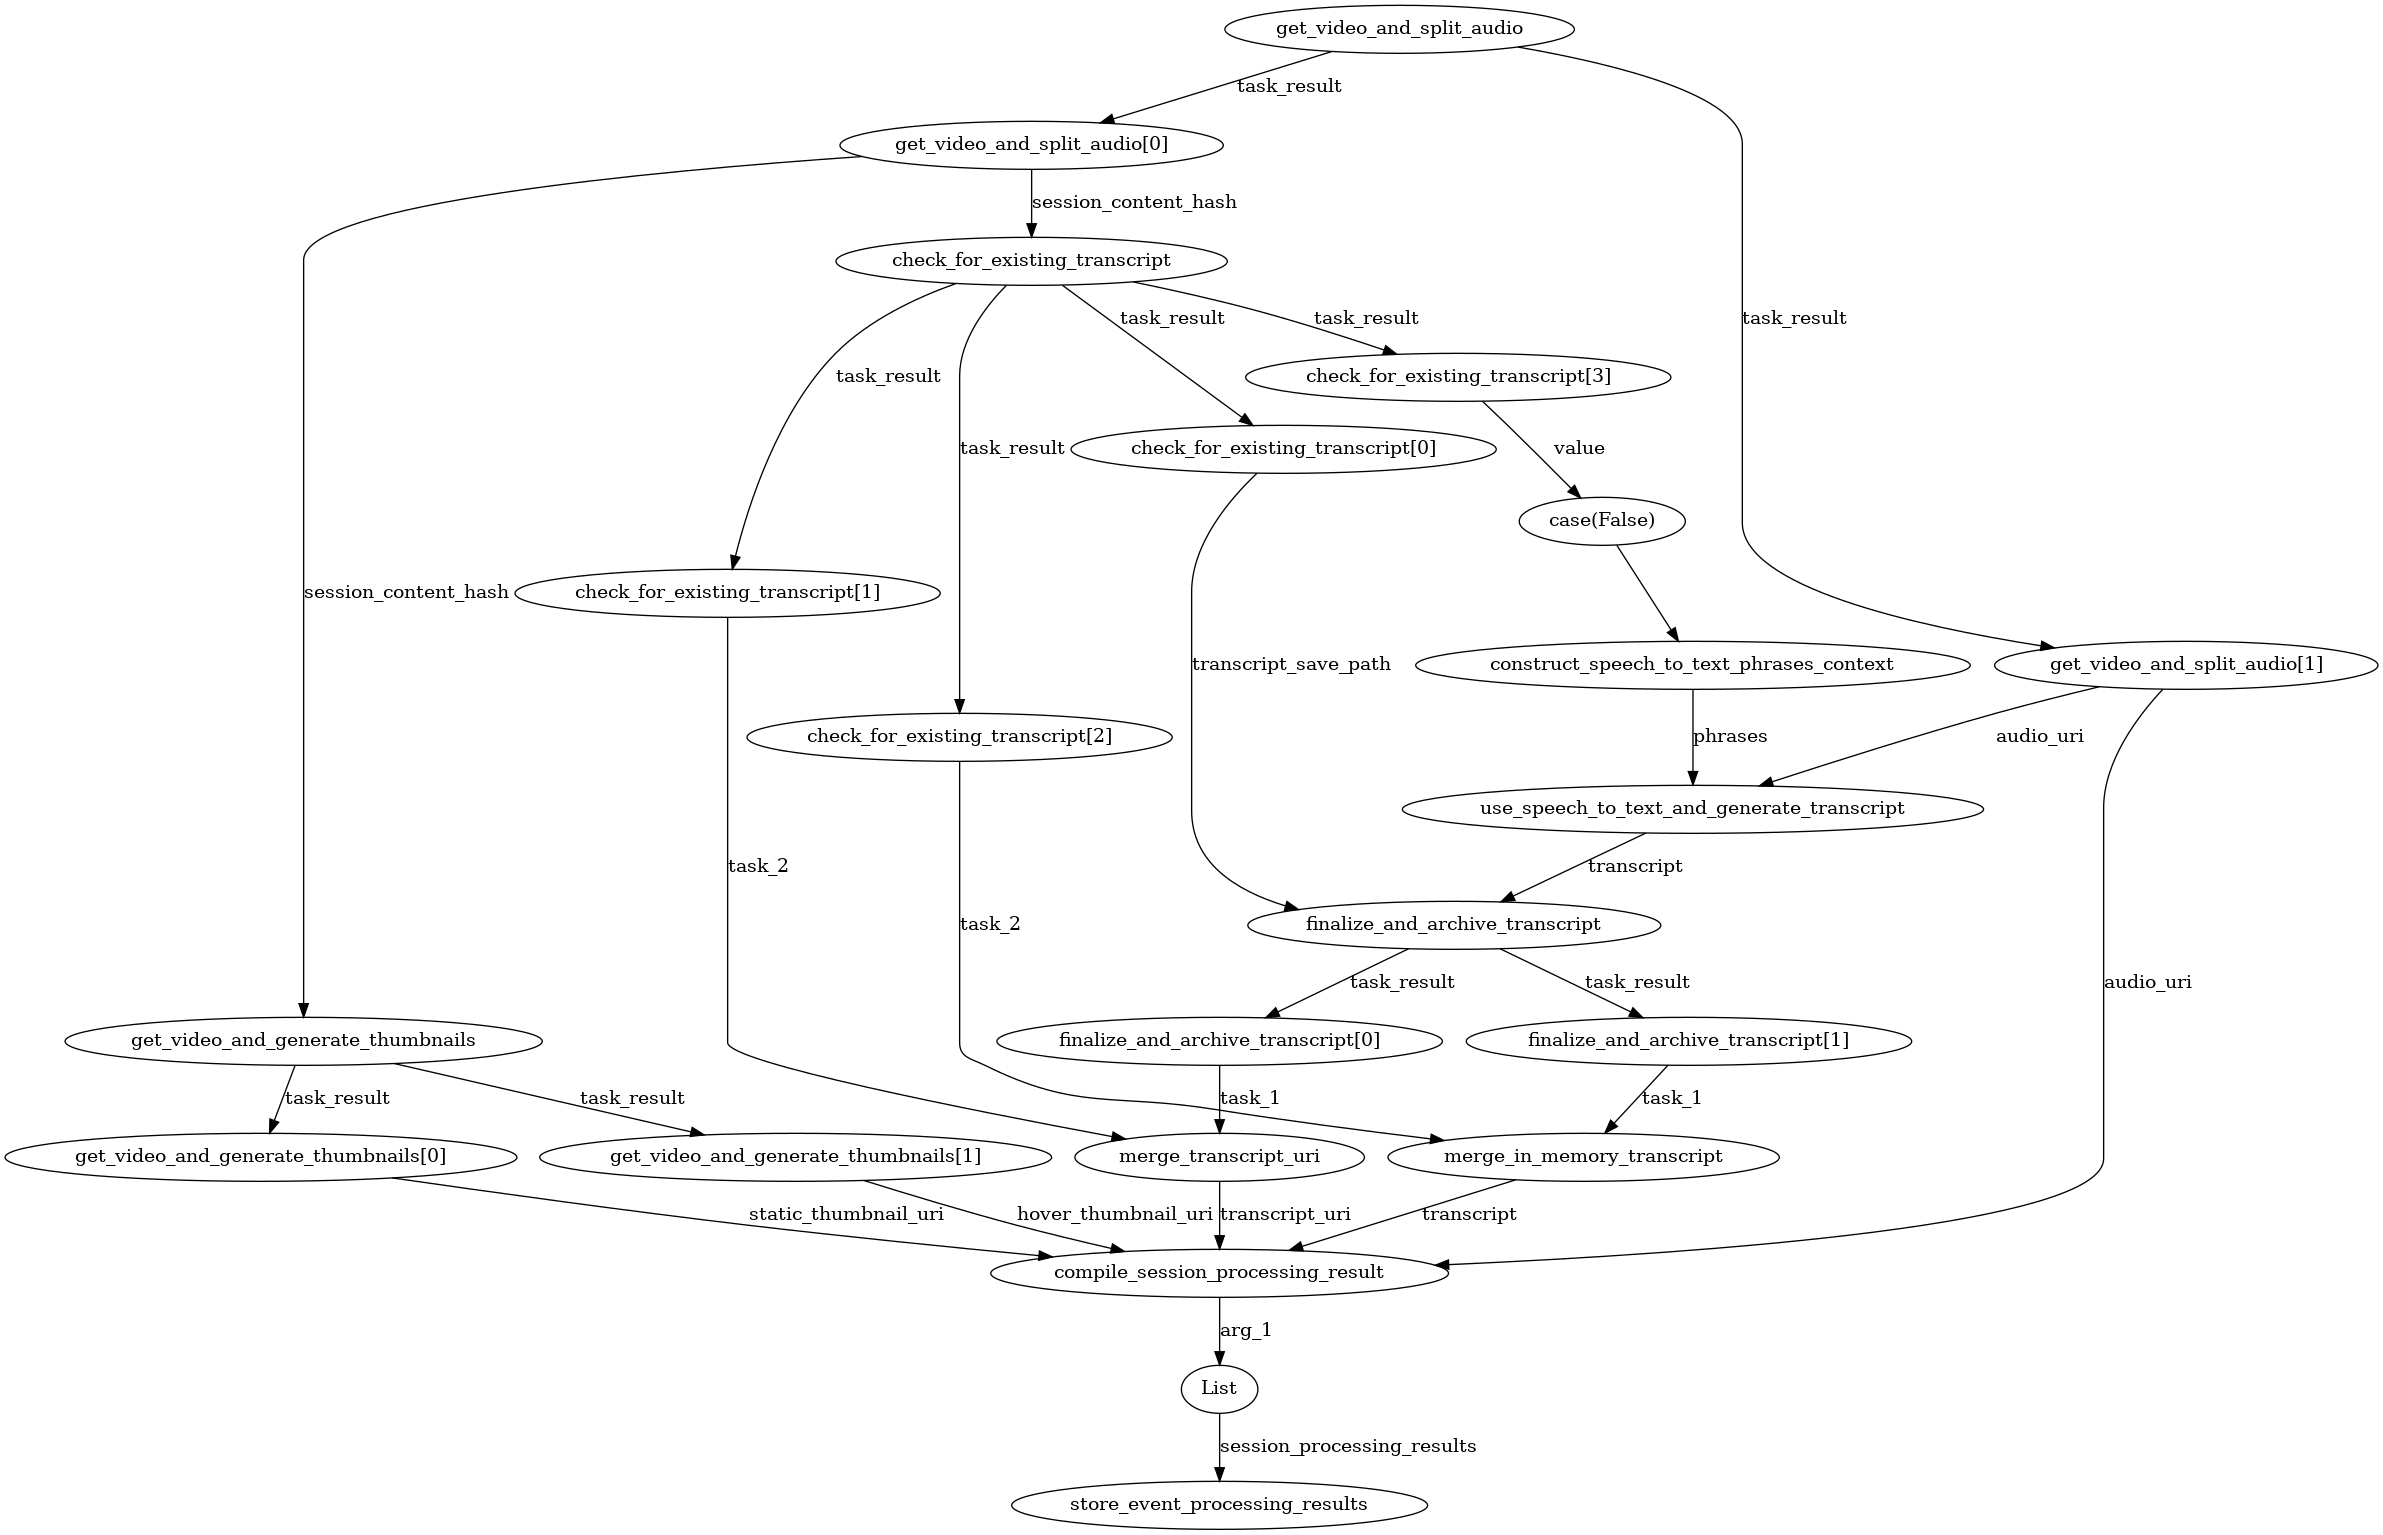 get_video_and_split_audio
task_result
get_video_and_split_audio[0]
session_content_hash
check_for_existing_transcript
task_result
task_result
task_result
task_result
check_for_existing_transcript[3]
task_result
check_for_existing_transcript[0]
value
task_result
case(False)
session_content_hash
check_for_existing_transcript[1]
transcript_save_path
construct_speech_to_text_phrases_context
get_video_and_split_audio[1]
check_for_existing_transcript[2]
phrases
audio_uri
use_speech_to_text_and_generate_transcript
task_2
transcript
task_2
finalize_and_archive_transcript
task_result
task_result
audio_uri
get_video_and_generate_thumbnails
finalize_and_archive_transcript[0]
finalize_and_archive_transcript[1]
task_result
task_result
task_1
task_1
get_video_and_generate_thumbnails[0]
get_video_and_generate_thumbnails[1]
merge_transcript_uri
merge_in_memory_transcript
static_thumbnail_uri
hover_thumbnail_uri
transcript_uri
transcript
compile_session_processing_result
arg_1
List
session_processing_results
store_event_processing_results